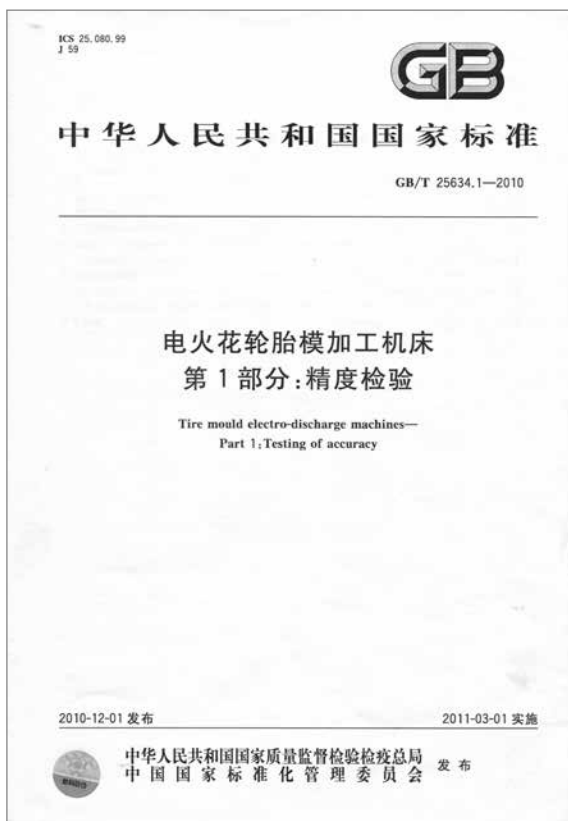 ICS 25.080.99
J 59
GB
中华人民共和国国家标准
GB/T 25634.1—2010
电火花轮胎模加工机床
第1部分:精度检验
Tire mould electro-discharge machines—
Part 1:Testing of accuracy
2010-12-01 发布
2011-03-01 实施
中华人民共和国国家质量监督检验检疫总局
中国国家标准化管理委员会
发布